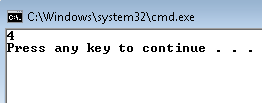 C:\Windows\system32\cmd.exe
4
Press any key to continue . . .